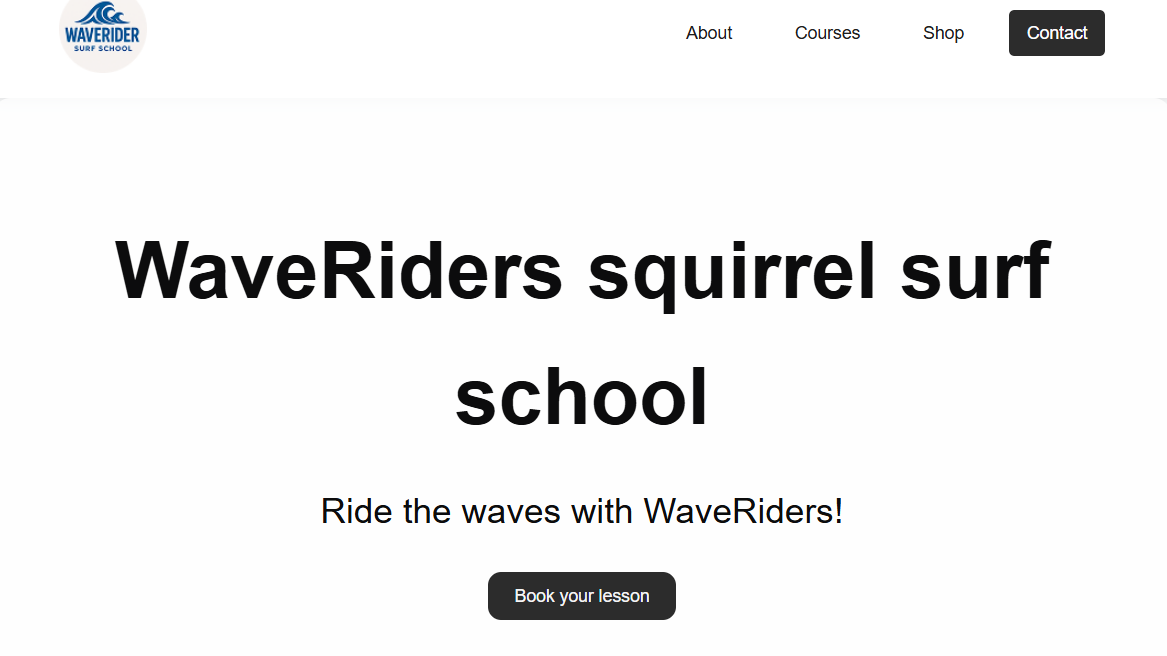 WAVERIDER
SURF SCHOOL
About
Courses
Shop
Contact
WaveRiders squirrel surf
school
Ride the waves with WaveRiders!
Book your lesson